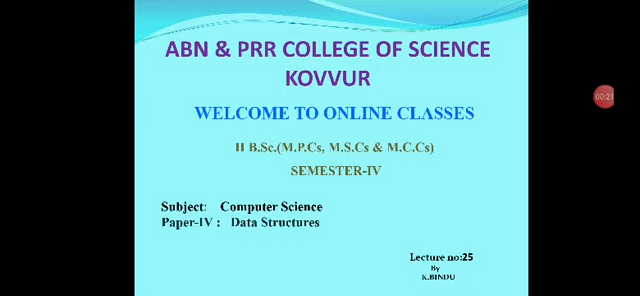 ABN & PRR COLLEGE OF SCIENCE
KOVVUR
WELCOME TO ONLINE CLASSES
II B.Sc.(M.P.Cs, M.S.Cs & M.C.Cs)
SEMESTER-IV
Subject: Computer Science
Paper-IV : Data Structures
Lecture no:25
By
K.BINDU
00:21